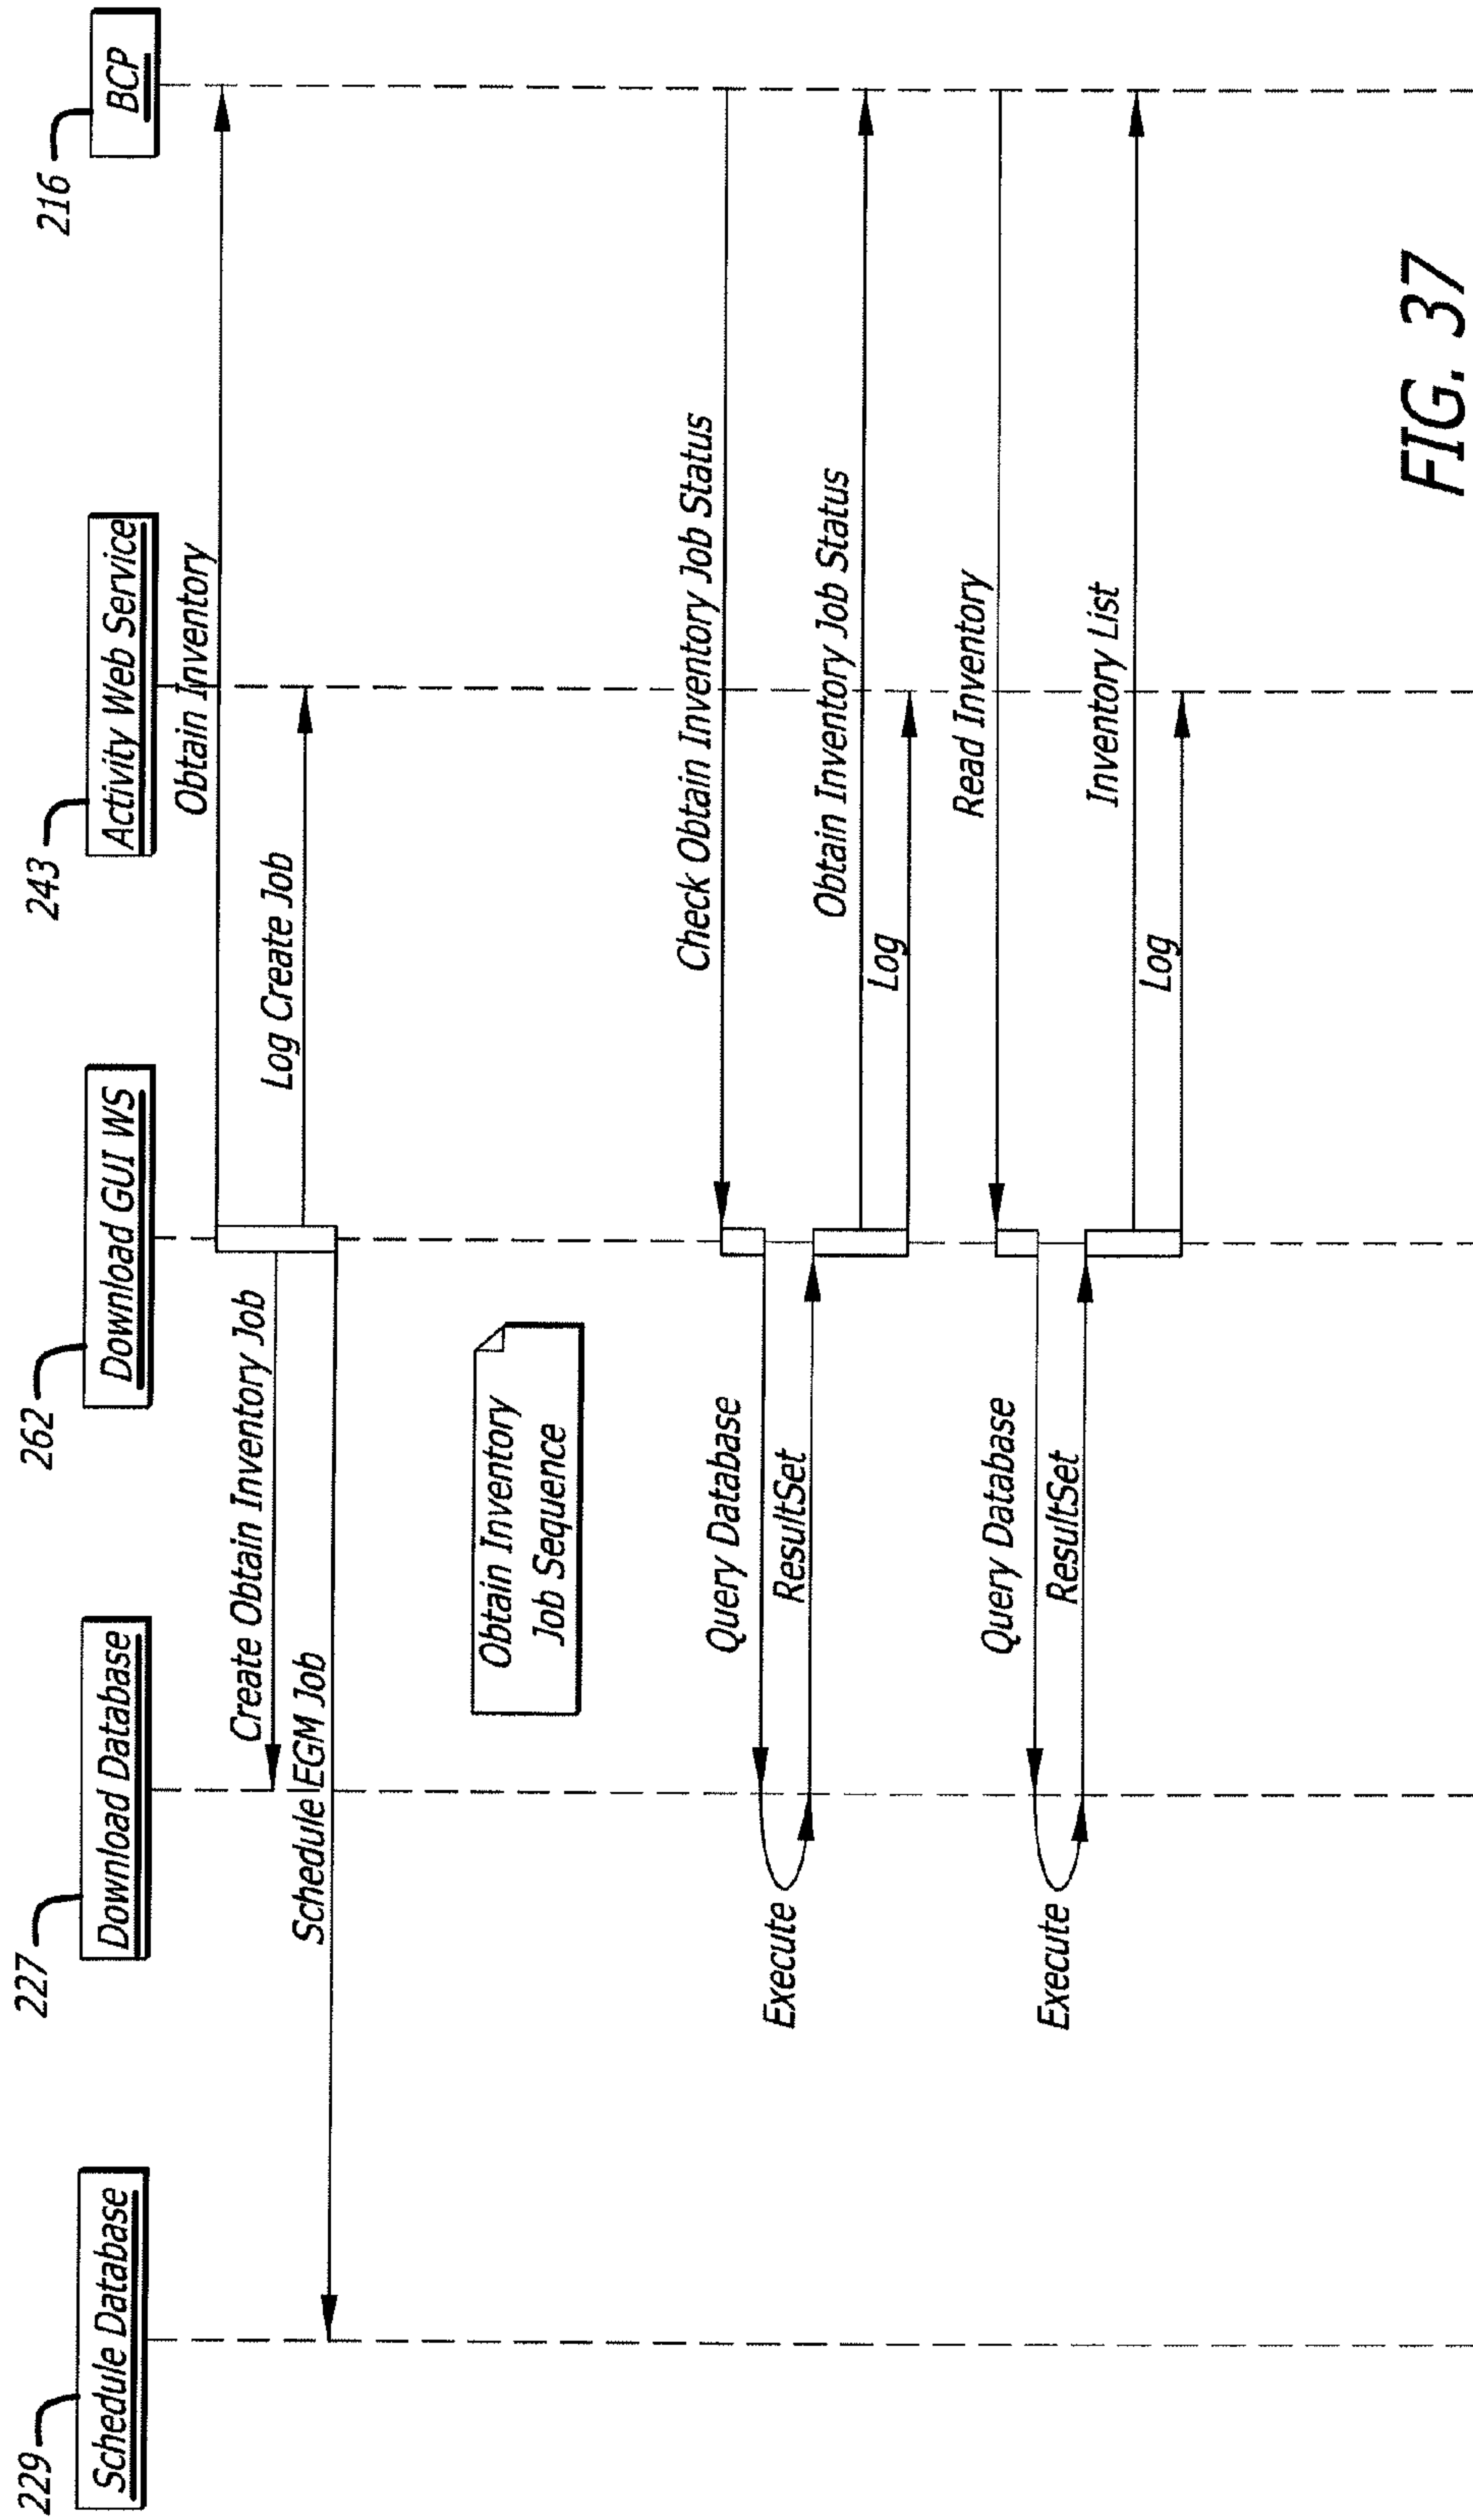 229
Schedule Database
227
Download Database
262
Download GUI WS
243
Activity Web Service
216
BCP
Obtain Inventory
Create Obtain Inventory Job
Log Create Job
Schedule EGM Job
Obtain Inventory
Job Sequence
Check Obtain Inventory Job Status
Query Database
Execute
ResultSet
Obtain Inventory Job Status
Log
Read Inventory
Query Database
Execute
ResultSet
Inventory List
Log
FIG. 37